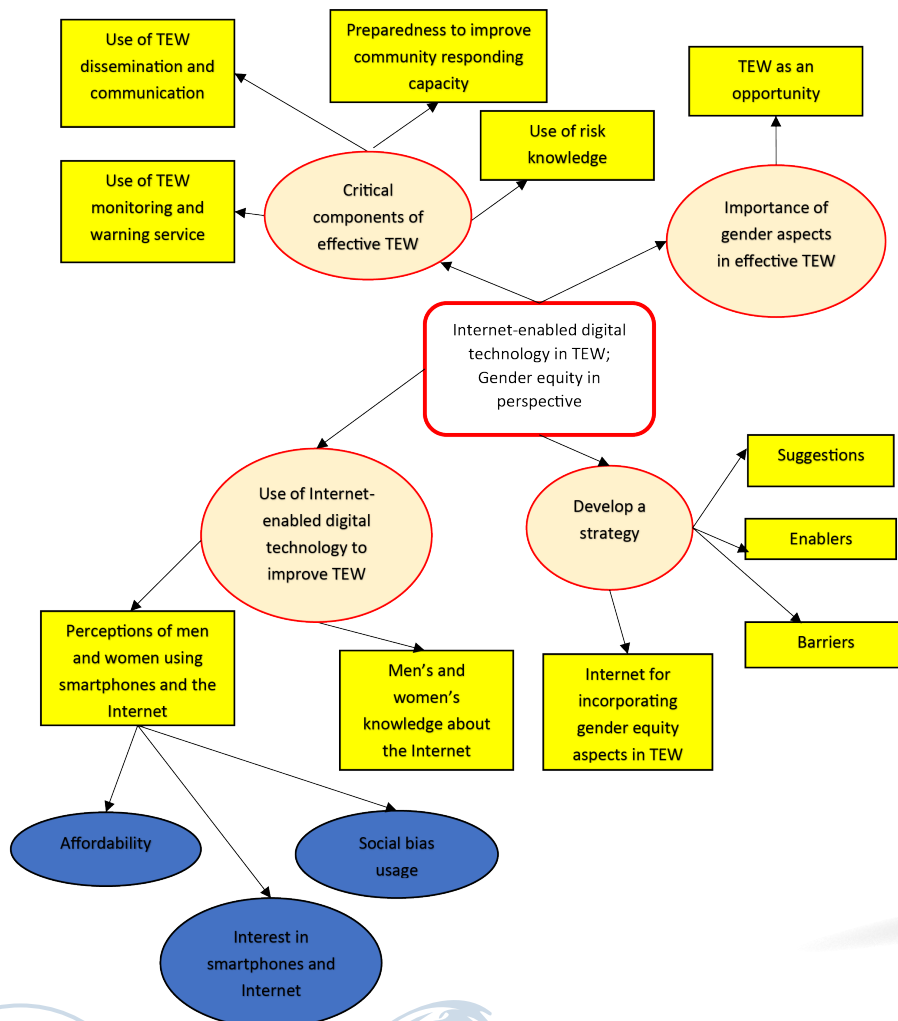 Use of TEW
dissemination and
communication
Preparedness to improve
community responding
capacity
TEW as an
opportunity
Use of risk
knowledge
Use of TEW
monitoring and
warning service
Critical
components of
effective TEW
Importance of
gender aspects
in effective TEW
Internet-enabled digital
technology in TEW;
Gender equity in
perspective
Use of Internet-
enabled digital
technology to
improve TEW
Develop a
strategy
Suggestions
Enablers
Barriers
Perceptions of men
and women using
smartphones and the
Internet
Men’s and
women’s
knowledge about
the Internet
Internet for
incorporating
gender equity
aspects in TEW
Affordability
Social bias
usage
Interest in
smartphones and
Internet